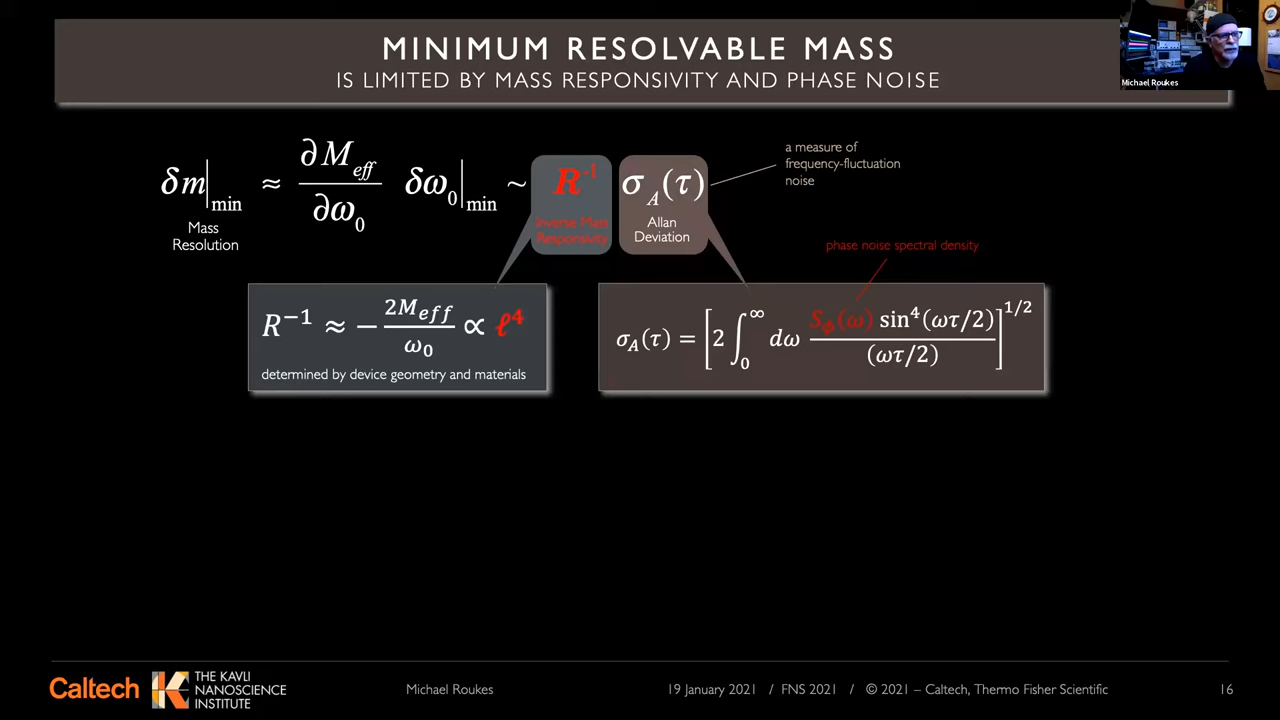 MINIMUM RESOLVABLE MASS
IS LIMITED BY MASS RESPONSIVITY AND PHASE NOISE
Michael Roukes
δm|min ≈ ∂Meff/∂ω0 δω0|min ~ R-1 σA(τ)
Mass
Resolution
Inverse Mass
Responsivity
Allan
Deviation
a measure of
frequency-fluctuation
noise
phase noise spectral density
R⁻¹ ≈ − 2Meff/ω0 ∝ ℓ⁴
determined by device geometry and materials
σA(τ) = [2 ∫₀^∞ dω Sϕ(ω) sin⁴(ωτ/2)/(ωτ/2)]^1/2
Caltech
THE KAVLI
NANOSCIENCE
INSTITUTE
Michael Roukes
19 January 2021 / FNS 2021 / © 2021 – Caltech, Thermo Fisher Scientific
16